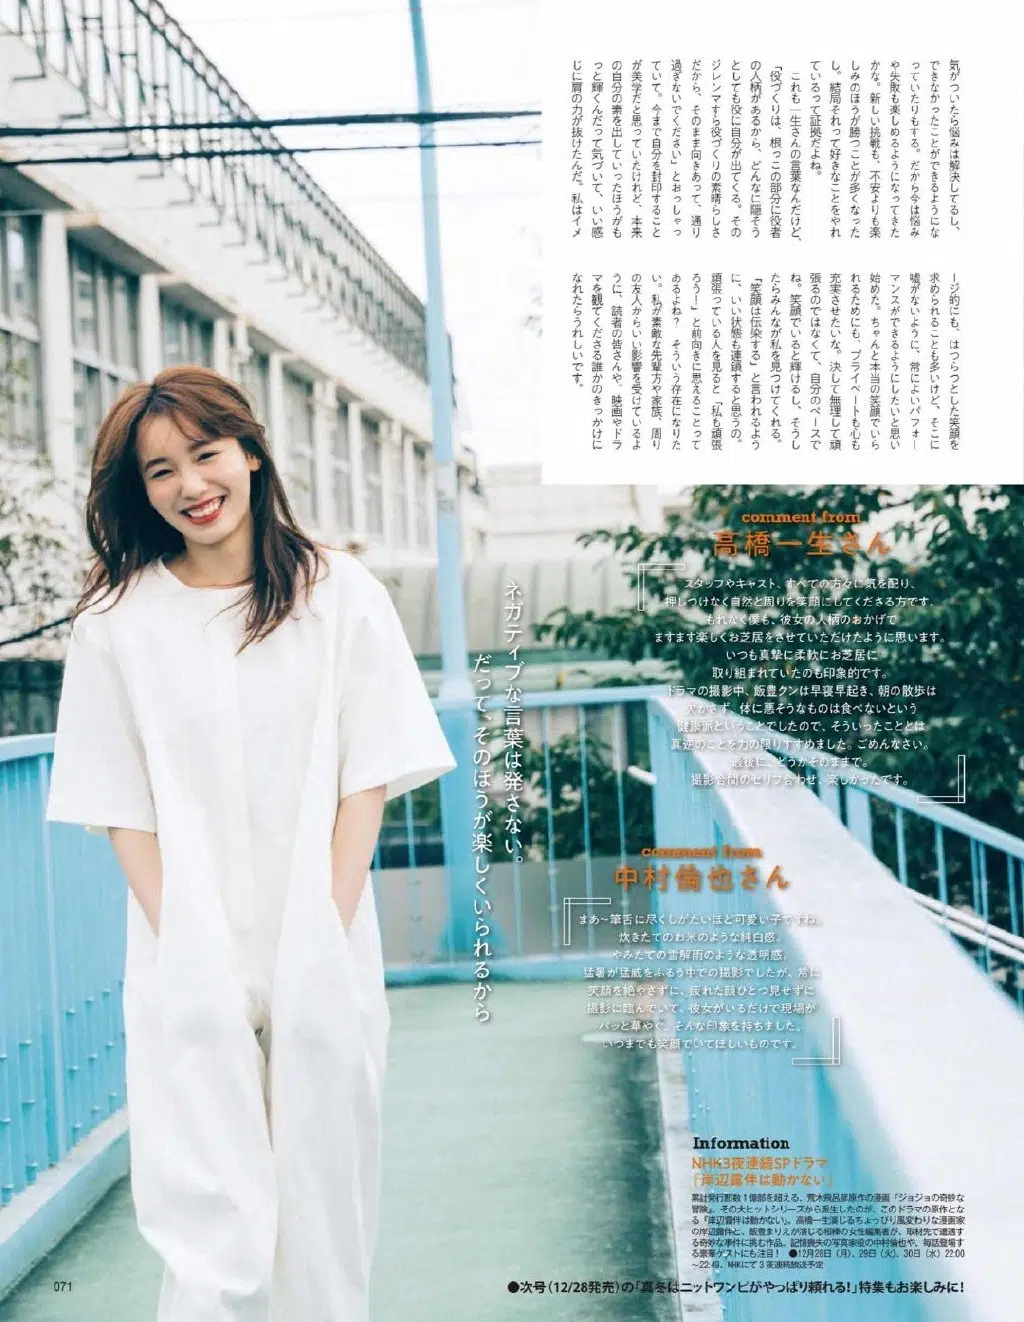 気がついたら悩みは解決してるし、
できなかったことができるようにな
っていたりもする。だから今は悩み
や失敗も楽しめるようになってきた
かな。新しい挑戦も、不安よりも楽
しみのほうが勝つことが多くなった
し。結局それって好きなことをやれ
ているって証拠だよね。
これも一生さんの言葉なんだけど、
「役づくりは、根っこの部分に役者
の人柄があるから、どんなに隠そう
としても役に自分が出てくる。その
ジレンマすら役づくりの素晴らしさ
だから、そのまま向きあって、通り
過ぎないでください」とおっしゃっ
ていて。今まで自分を封印すること
が美学だと思っていたけれど、本来
の自分の素を出していったほうがも
っと輝くんだって気づいて、いい感
じに肩の力が抜けたんだ。私はイメ
ージ的にも、はつらつとした笑顔を
求められることも多いけど、そこに
嘘がないように、常によいパフォー
マンスができるようにしたいと思い
始めた。ちゃんと本当の笑顔でいら
れるためにも、プライベートも心も
充実させたいな。決して無理して頑
張るのではなくて、自分のペースで
ね。笑顔でいると輝けるし、そうし
たらみんなが私を見つけてくれる。
「笑顔は伝染する」と言われるよう
に、いい状態も連鎖すると思うの。
頑張っている人を見ると「私も頑張
ろう！」と前向きに思えることって
あるよね？　そういう存在になりた
い。私が素敵な先輩方や家族、周り
の友人からいい影響を受けているよ
うに、読者の皆さんや、映画やドラ
マを観てくださる誰かのきっかけに
なれたらうれしいです。
ネガティブな言葉は発さない。
だって、そのほうが楽しくいられるから
comment from
高橋一生さん
スタッフやキャスト、すべての方々に気を配り、
押しつけなく自然と周りを笑顔にしてくださる方です。
もれなく僕も、彼女の人柄のおかげで
ますます楽しくお芝居をさせていただけたように思います。
いつも真摯に柔軟にお芝居に
取り組まれていたのも印象的です。
ドラマの撮影中、飯豊クンは早寝早起き、朝の散歩は
欠かさず、体に悪そうなものは食べないという
健康派ということでしたので、そういったこととは
真逆のことを力の限りすすめました。ごめんなさい。
最後に、どうかそのままで。
撮影合間のセリフ合わせ、楽しかったです。
comment from
中村倫也さん
まあ〜筆舌に尽くしがたいほど可愛い子ですね。
炊きたてのお米のような純白感。
やみたての雪解雨のような透明感。
猛暑が猛威をふるう中での撮影でしたが、常に
笑顔を絶やさずに、疲れた顔ひとつ見せずに
撮影に臨んでいて、彼女がいるだけで現場が
パッと華やぐ。そんな印象を持ちました。
いつまでも笑顔でいてほしいものです。
Information
NHK3夜連続SPドラマ
『岸辺露伴は動かない』
累計発行部数1億部を超える、荒木飛呂彦原作の漫画『ジョジョの奇妙な
冒険』。その大ヒットシリーズから派生したのが、このドラマの原作とな
る『岸辺露伴は動かない』。高橋一生演じるちょっぴり風変わりな漫画家
の岸辺露伴と、飯豊まりえが演じる相棒の女性編集者が、取材先で遭遇す
る奇妙な事件に挑む作品。記憶喪失の写真家役の中村倫也や、毎話登場す
る豪華ゲストにも注目！ ●12月28日（月）、29日（火）、30日（水）22:00
〜22:49、NHKにて3夜連続放送予定
071
●次号（12/28発売）の「真冬はニットワンピがやっぱり頼れる！」特集もお楽しみに！